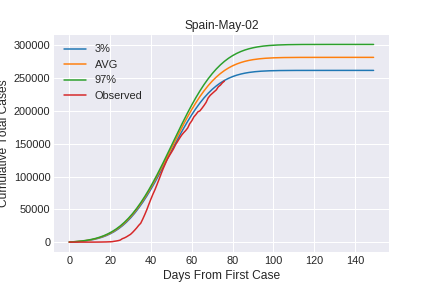 Spain-May-02
300000
250000
200000
150000
100000
50000
0
Cumulative Total Cases
3%
AVG
97%
Observed
0 20 40 60 80 100 120 140
Days From First Case